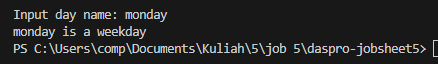 Input day name: monday
monday is a weekday
PS C:\Users\comp\Documents\Kuliah\5\job 5\daspro-jobsheet5>